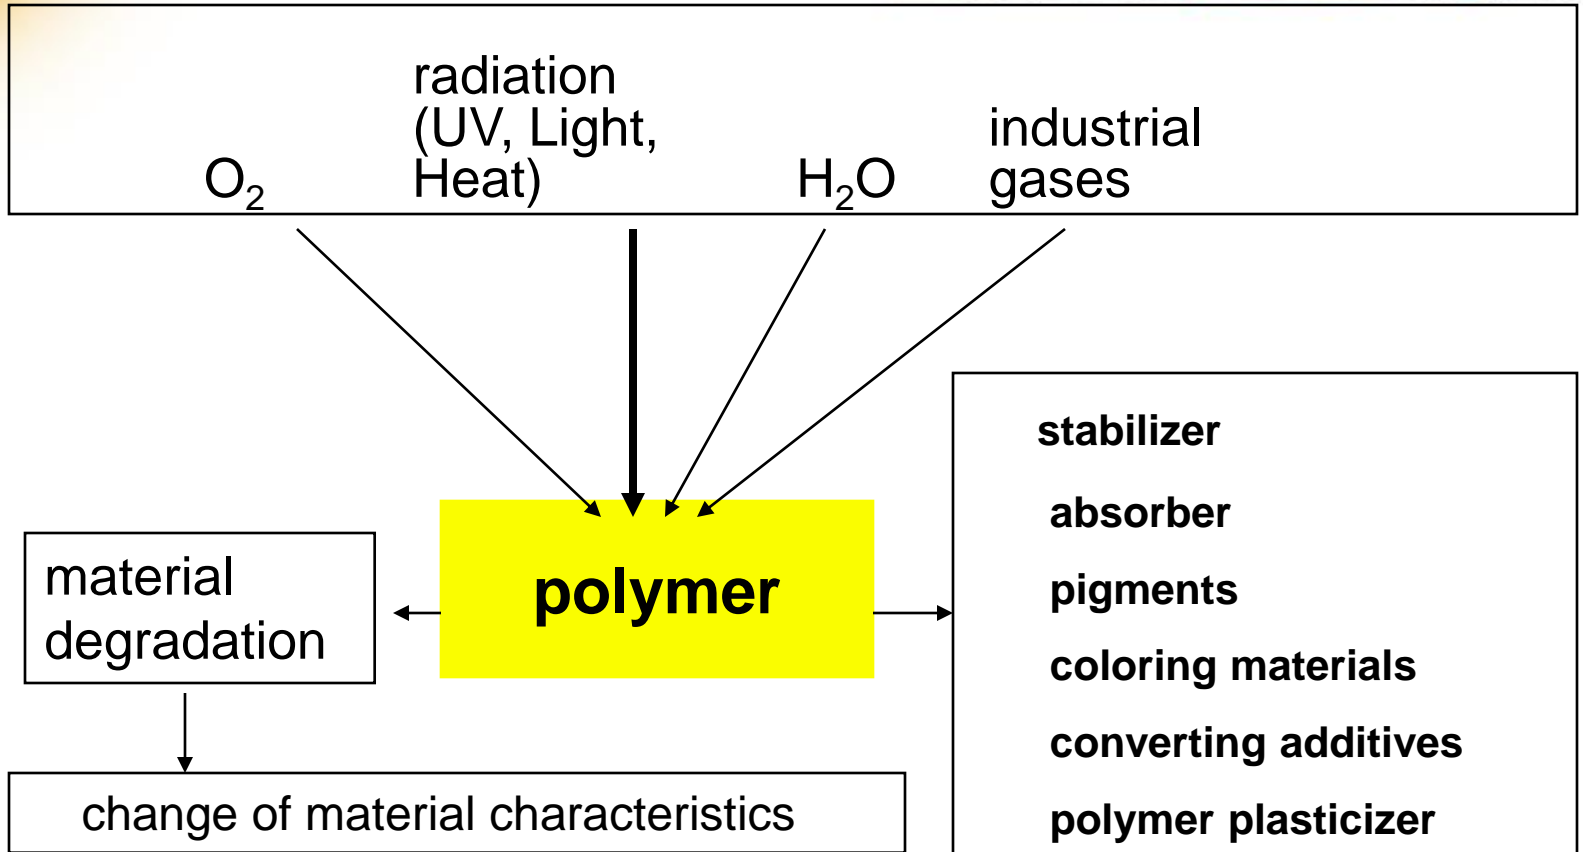 radiation
(UV, Light,
Heat)
O₂
H₂O
industrial
gases
stabilizer
absorber
pigments
coloring materials
converting additives
polymer plasticizer
polymer
material
degradation
change of material characteristics